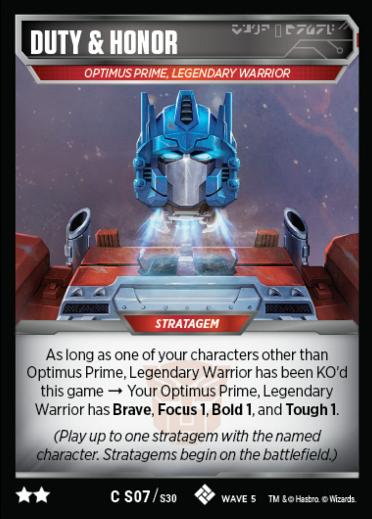 DUTY & HONOR
OPTIMUS PRIME, LEGENDARY WARRIOR
STRATAGEM
As long as one of your characters other than
Optimus Prime, Legendary Warrior has been KO'd
this game → Your Optimus Prime, Legendary
Warrior has Brave, Focus 1, Bold 1, and Tough 1.
(Play up to one stratagem with the named
character. Stratagems begin on the battlefield.)
C S07/S30 WAVE 5 TM & © Hasbro. © Wizards.